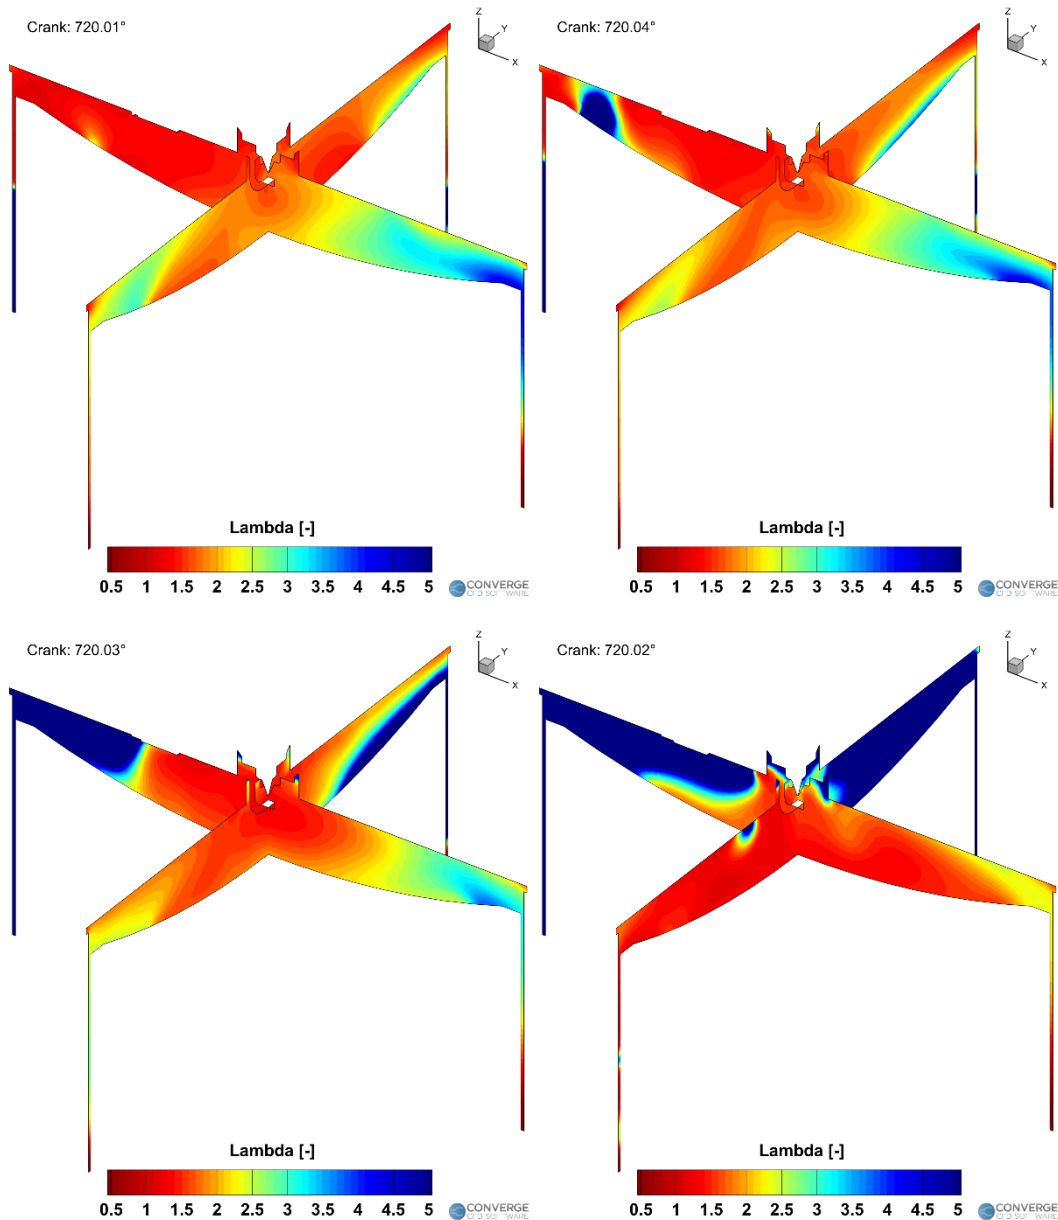 Crank: 720.01°
Z
Y
X
Lambda [-]
0.5 1 1.5 2 2.5 3 3.5 4 4.5 5
CONVERGE
CFD SOFTWARE
Crank: 720.04°
Z
Y
X
Lambda [-]
0.5 1 1.5 2 2.5 3 3.5 4 4.5 5
CONVERGE
CFD SOFTWARE
Crank: 720.03°
Z
Y
X
Lambda [-]
0.5 1 1.5 2 2.5 3 3.5 4 4.5 5
CONVERGE
CFD SOFTWARE
Crank: 720.02°
Z
Y
X
Lambda [-]
0.5 1 1.5 2 2.5 3 3.5 4 4.5 5
CONVERGE
CFD SOFTWARE